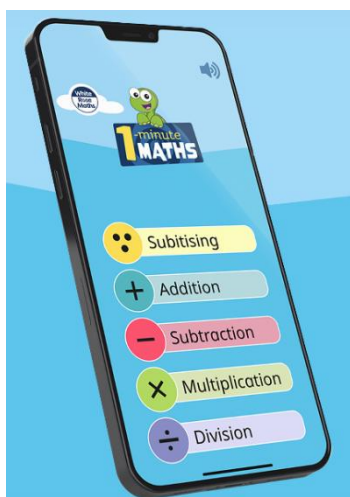 White
Rose
Maths
1-minute
MATHS
Subitising
+ Addition
− Subtraction
× Multiplication
÷ Division